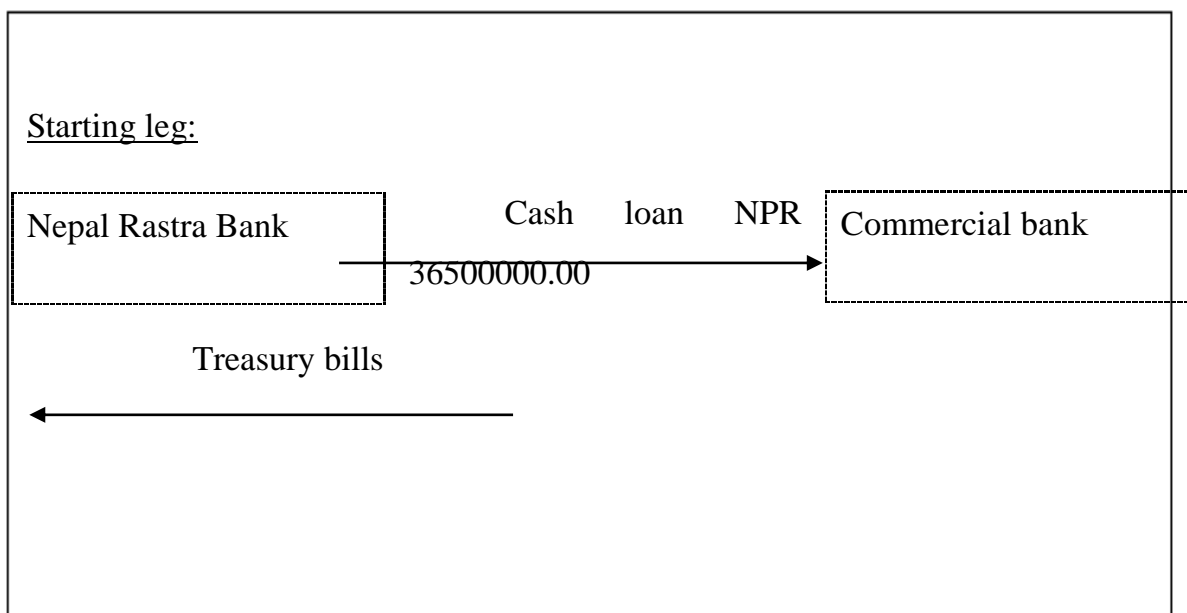 Starting leg:
Nepal Rastra Bank
Cash loan NPR
36500000.00
Commercial bank
Treasury bills